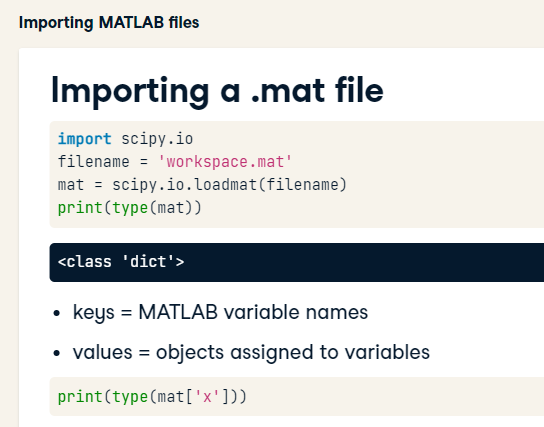 Importing MATLAB files
Importing a .mat file
import scipy.io
filename = 'workspace.mat'
mat = scipy.io.loadmat(filename)
print(type(mat))
<class 'dict'>
• keys = MATLAB variable names
• values = objects assigned to variables
print(type(mat['x']))